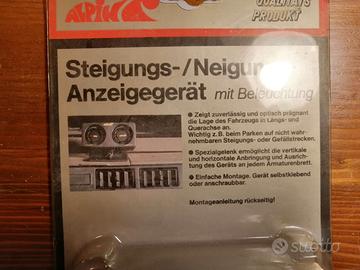 ALPIN
QUALITÄTS
PRODUKT
Steigungs-/Neigun
Anzeigegerät mit Beleuchtung
● Zeigt zuverlässig und optisch prägnant
die Lage des Fahrzeugs in Längs- und
Querachse an.
Wichtig z. B. beim Parken auf nicht wahr-
nehmbaren Steigungs- oder Gefällstrecken.
● Spezialgelenk ermöglicht die vertikale
und horizontale Anbringung und Ausrich-
tung des Geräts an jedem Armaturenbrett.
● Einfache Montage. Gerät selbstklebend
oder anschraubbar.
Montageanleitung rückseitig!
subito